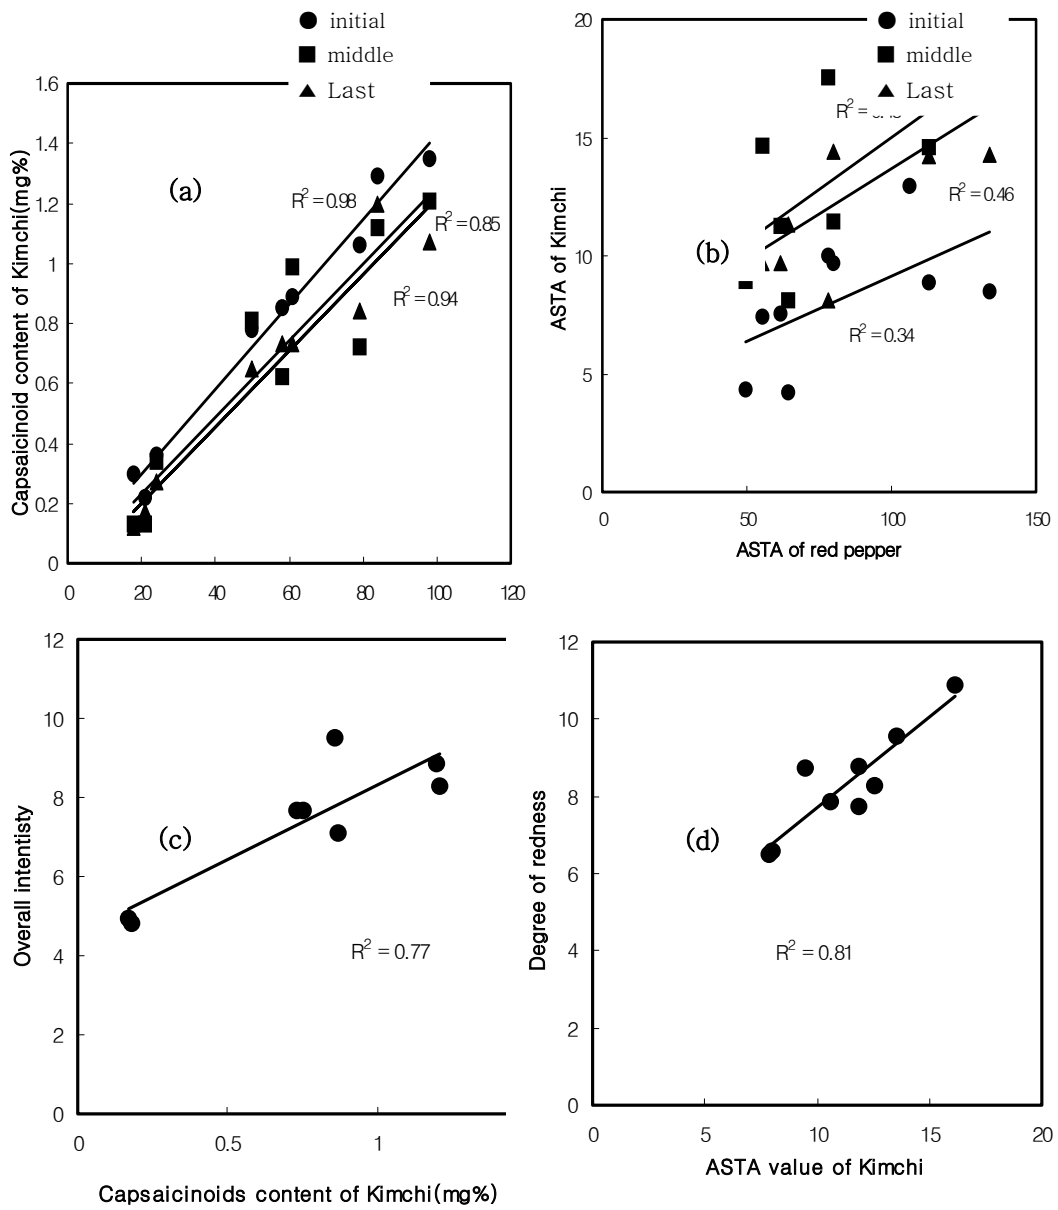 initial
middle
Last
1.6
1.4
1.2
1
0.8
0.6
0.4
0.2
0
Capsaicinoid content of Kimchi(mg%)
(a)
R²=0.98
R²=0.85
R²=0.94
0 20 40 60 80 100 120
initial
middle
Last
20
15
10
5
0
ASTA of Kimchi
(b)
R²=0.46
R²=0.34
0 50 100 150
ASTA of red pepper
12
10
8
6
4
2
0
Overall intentisty
(c)
R²=0.77
0 0.5 1
Capsaicinoids content of Kimchi(mg%)
12
10
8
6
4
2
0
Degree of redness
(d)
R²=0.81
0 5 10 15 20
ASTA value of Kimchi